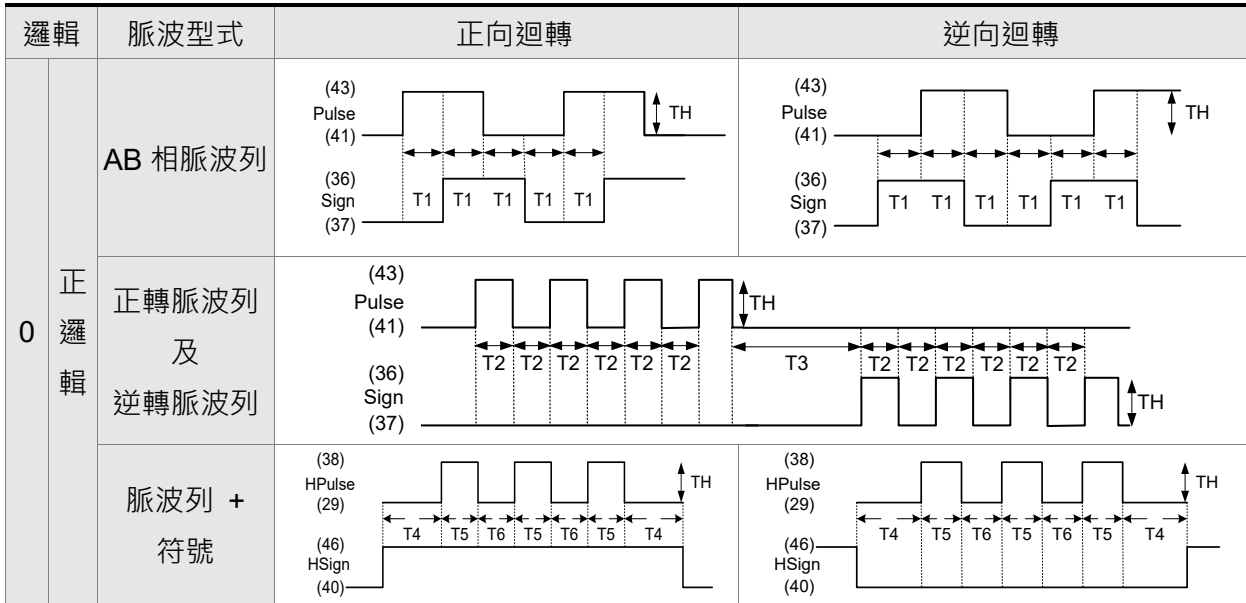 邏輯 脈波型式 正向迴轉 逆向迴轉
0
正
邏
輯
AB 相脈波列
(43)
Pulse
(41)
TH
(36)
Sign
(37)
T1 T1 T1 T1 T1
(43)
Pulse
(41)
TH
(36)
Sign
(37)
T1 T1 T1 T1 T1 T1
正轉脈波列
及
逆轉脈波列
(43)
Pulse
(41)
TH
T2 T2 T2 T2 T2 T2 T3 T2 T2 T2 T2 T2 T2
(36)
Sign
(37)
TH
脈波列 +
符號
(38)
HPulse
(29)
TH
T4 T5 T6 T5 T6 T5 T4
(46)
HSign
(40)
(38)
HPulse
(29)
TH
T4 T5 T6 T5 T6 T5 T4
(46)
HSign
(40)